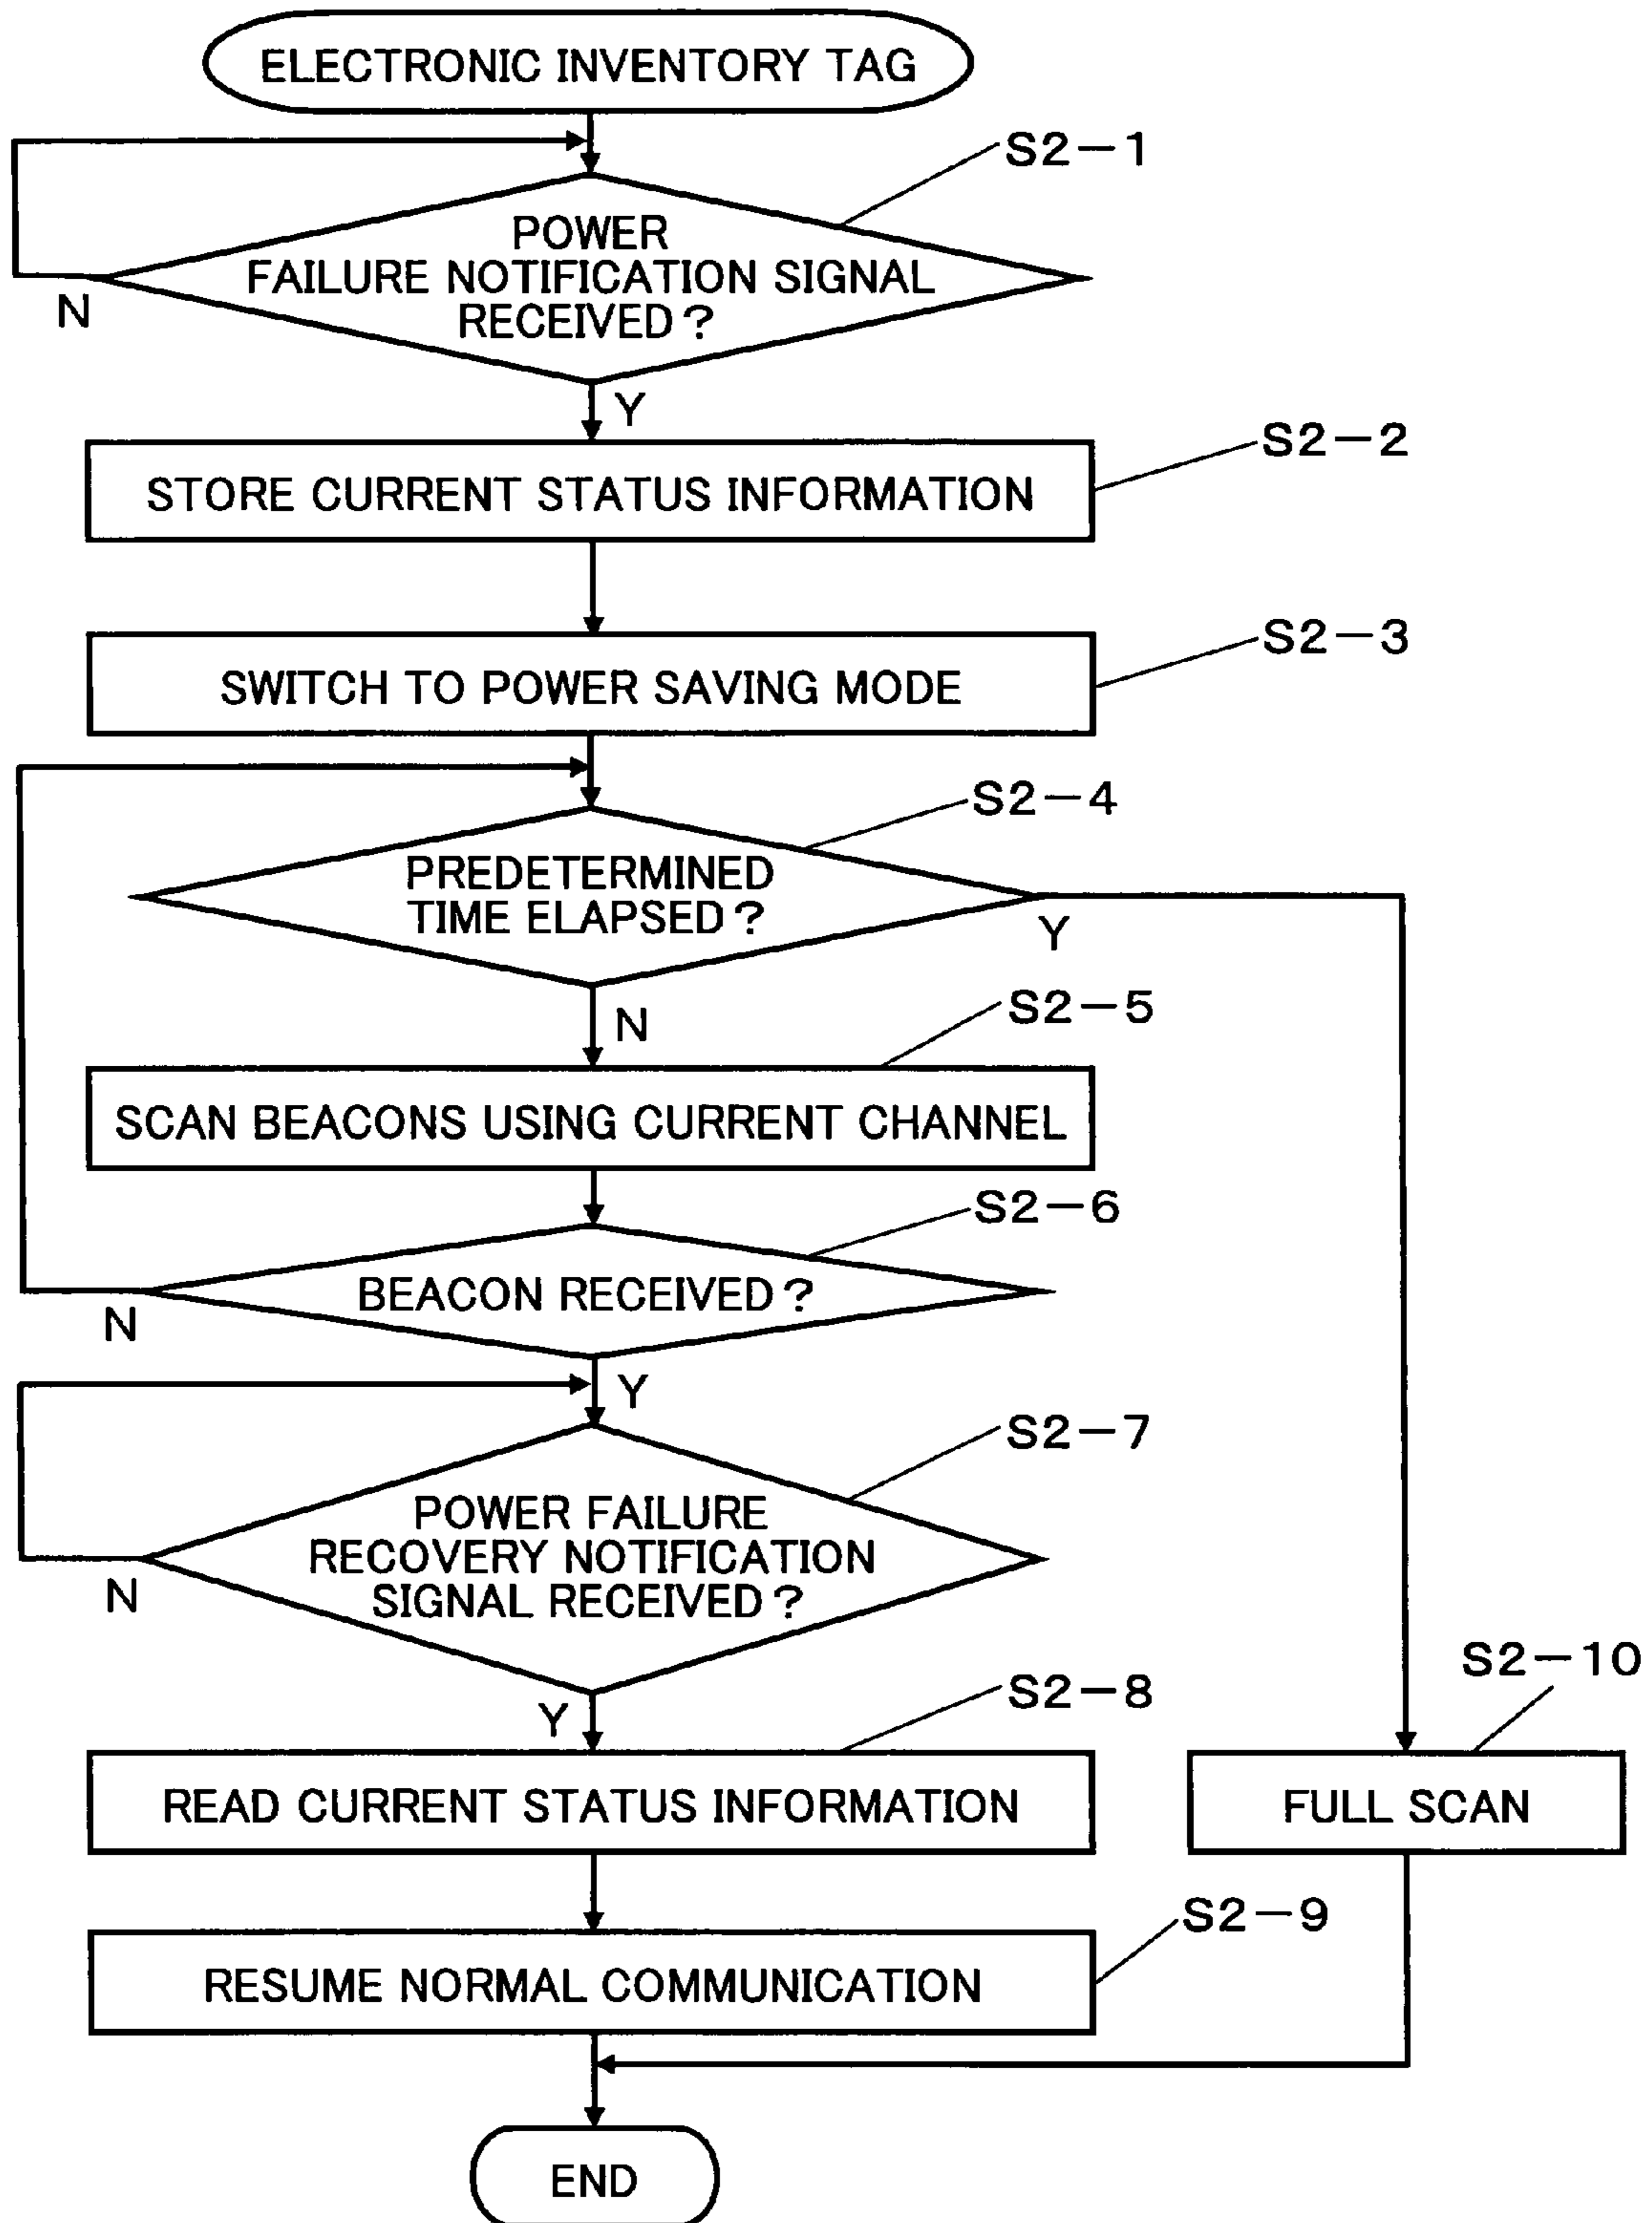 ELECTRONIC INVENTORY TAG
S2-1
POWER
FAILURE NOTIFICATION SIGNAL
RECEIVED?
N
Y
S2-2
STORE CURRENT STATUS INFORMATION
S2-3
SWITCH TO POWER SAVING MODE
S2-4
PREDETERMINED
TIME ELAPSED?
Y
N
S2-5
SCAN BEACONS USING CURRENT CHANNEL
S2-6
BEACON RECEIVED?
N
Y
S2-7
POWER FAILURE
RECOVERY NOTIFICATION
SIGNAL RECEIVED?
N
Y
S2-8
S2-10
READ CURRENT STATUS INFORMATION
FULL SCAN
S2-9
RESUME NORMAL COMMUNICATION
END